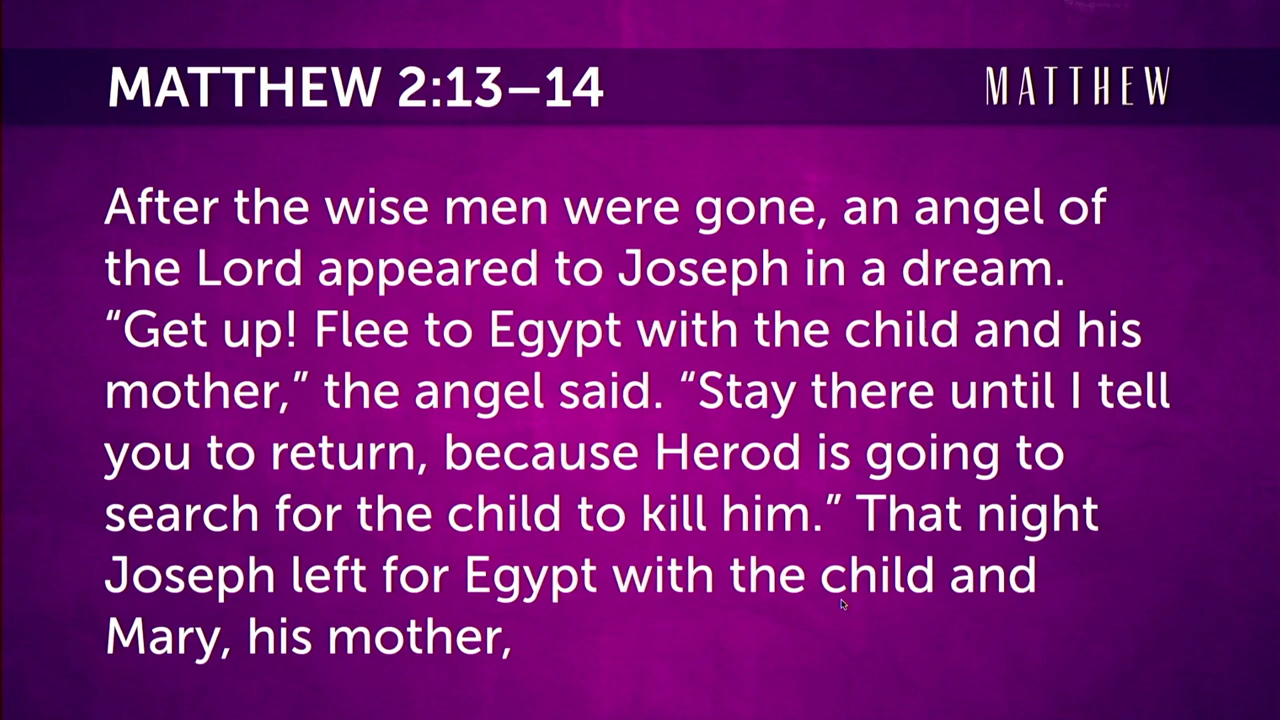 MATTHEW 2:13–14
MATTHEW
After the wise men were gone, an angel of
the Lord appeared to Joseph in a dream.
“Get up! Flee to Egypt with the child and his
mother,” the angel said. “Stay there until I tell
you to return, because Herod is going to
search for the child to kill him.” That night
Joseph left for Egypt with the child and
Mary, his mother,